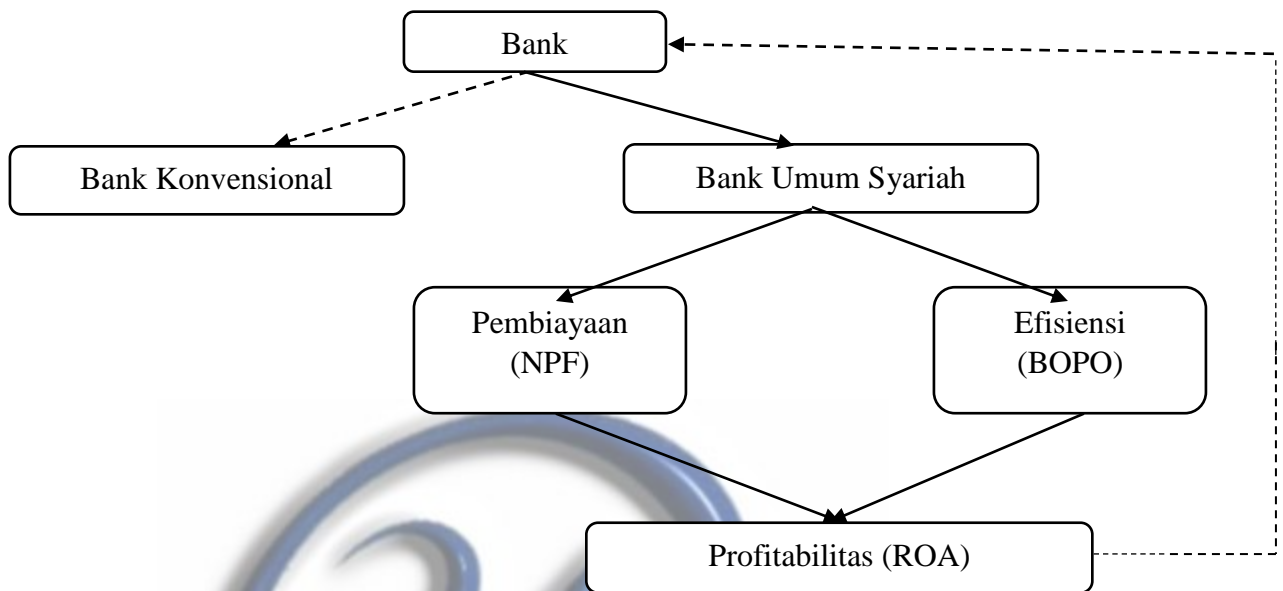 Bank
Bank Konvensional
Bank Umum Syariah
Pembiayaan
(NPF)
Efisiensi
(BOPO)
Profitabilitas (ROA)